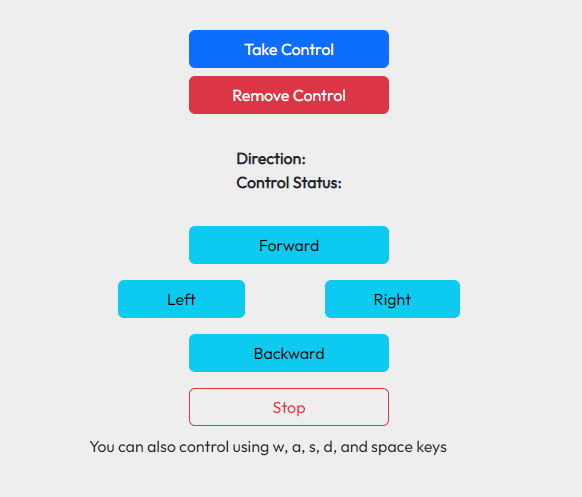 Take Control
Remove Control
Direction:
Control Status:
Forward
Left
Right
Backward
Stop
You can also control using w, a, s, d, and space keys